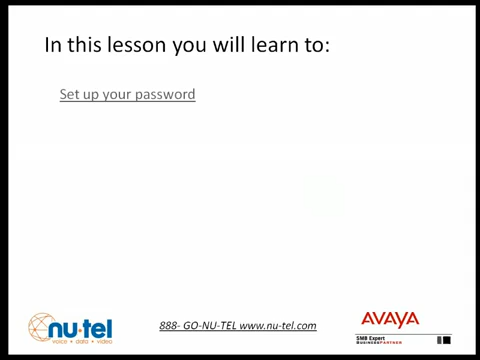 In this lesson you will learn to:
Set up your password
nu·tel
voice • data • video
888- GO-NU-TEL www.nu-tel.com
AVAYA
SMB Expert
BUSINESSPARTNER